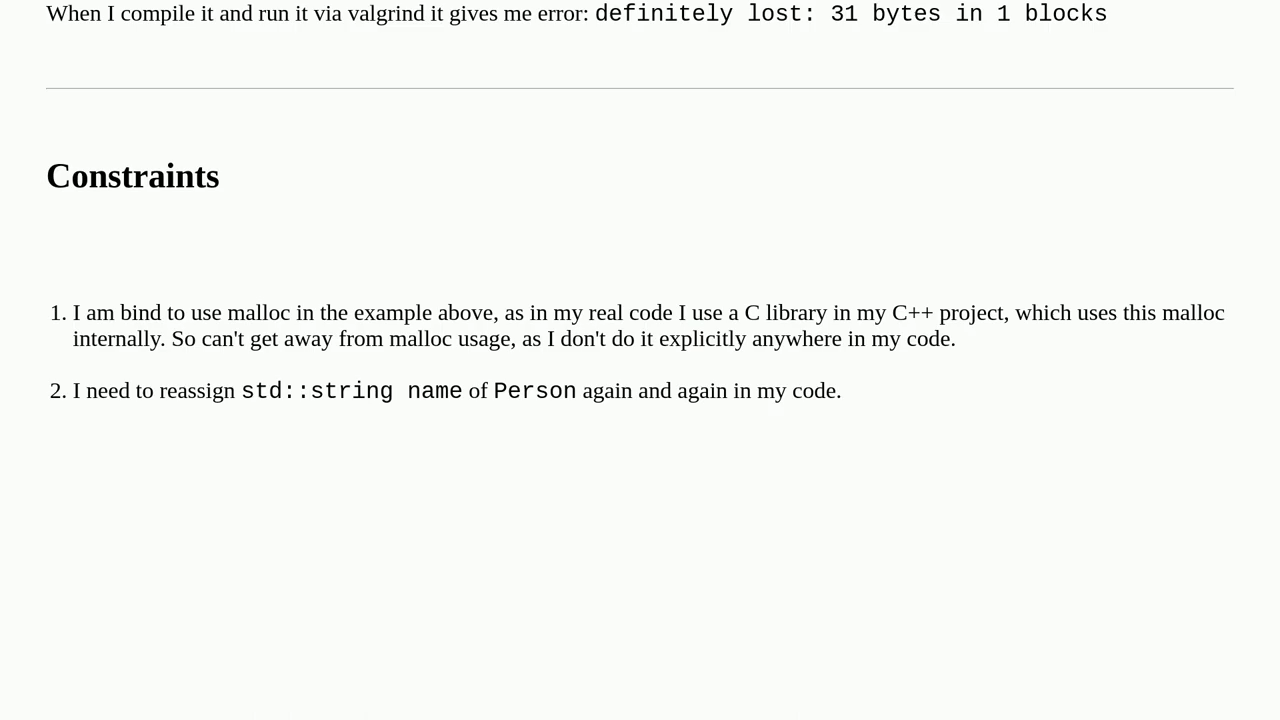 When I compile it and run it via valgrind it gives me error: definitely lost: 31 bytes in 1 blocks
Constraints
1. I am bind to use malloc in the example above, as in my real code I use a C library in my C++ project, which uses this malloc
internally. So can't get away from malloc usage, as I don't do it explicitly anywhere in my code.
2. I need to reassign std::string name of Person again and again in my code.